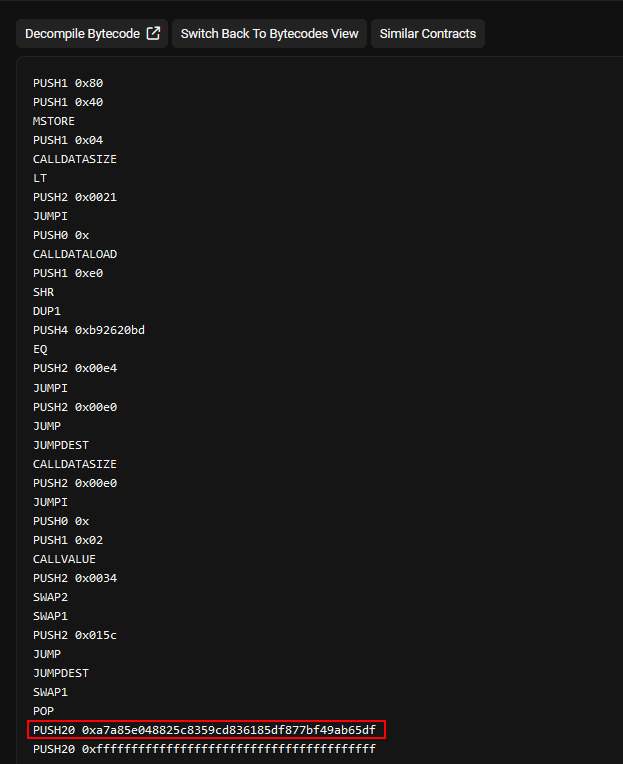 Decompile Bytecode Switch Back To Bytecodes View Similar Contracts
PUSH1 0x80
PUSH1 0x40
MSTORE
PUSH1 0x04
CALLDATASIZE
LT
PUSH2 0x0021
JUMPI
PUSH0 0x
CALLDATALOAD
PUSH1 0xe0
SHR
DUP1
PUSH4 0xb92620bd
EQ
PUSH2 0x00e4
JUMPI
PUSH2 0x00e0
JUMP
JUMPDEST
CALLDATASIZE
PUSH2 0x00e0
JUMPI
PUSH0 0x
PUSH1 0x02
CALLVALUE
PUSH2 0x0034
SWAP2
SWAP1
PUSH2 0x015c
JUMP
JUMPDEST
SWAP1
POP
PUSH20 0xa7a85e048825c8359cd836185df877bf49ab65df
PUSH20 0xffffffffffffffffffffffffffffffffffffffff